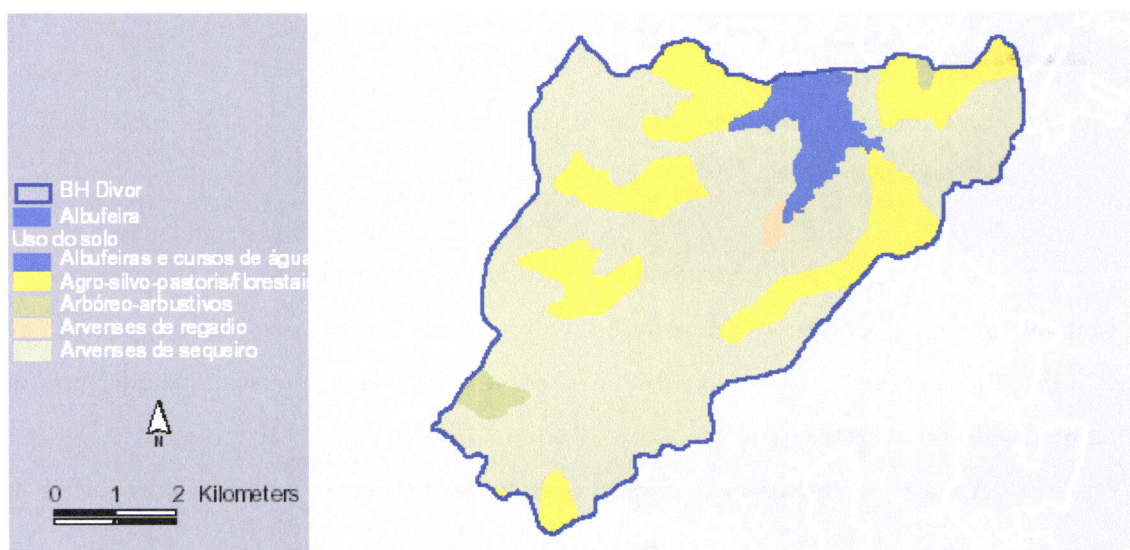 BH Divor
Albufeira
Uso do solo
Albufeiras e cursos de água
Agro-silvo-pastoris/florestais
Arbóreo-arbustivos
Arvenses de regadio
Arvenses de sequeiro
N
0 1 2 Kilometers